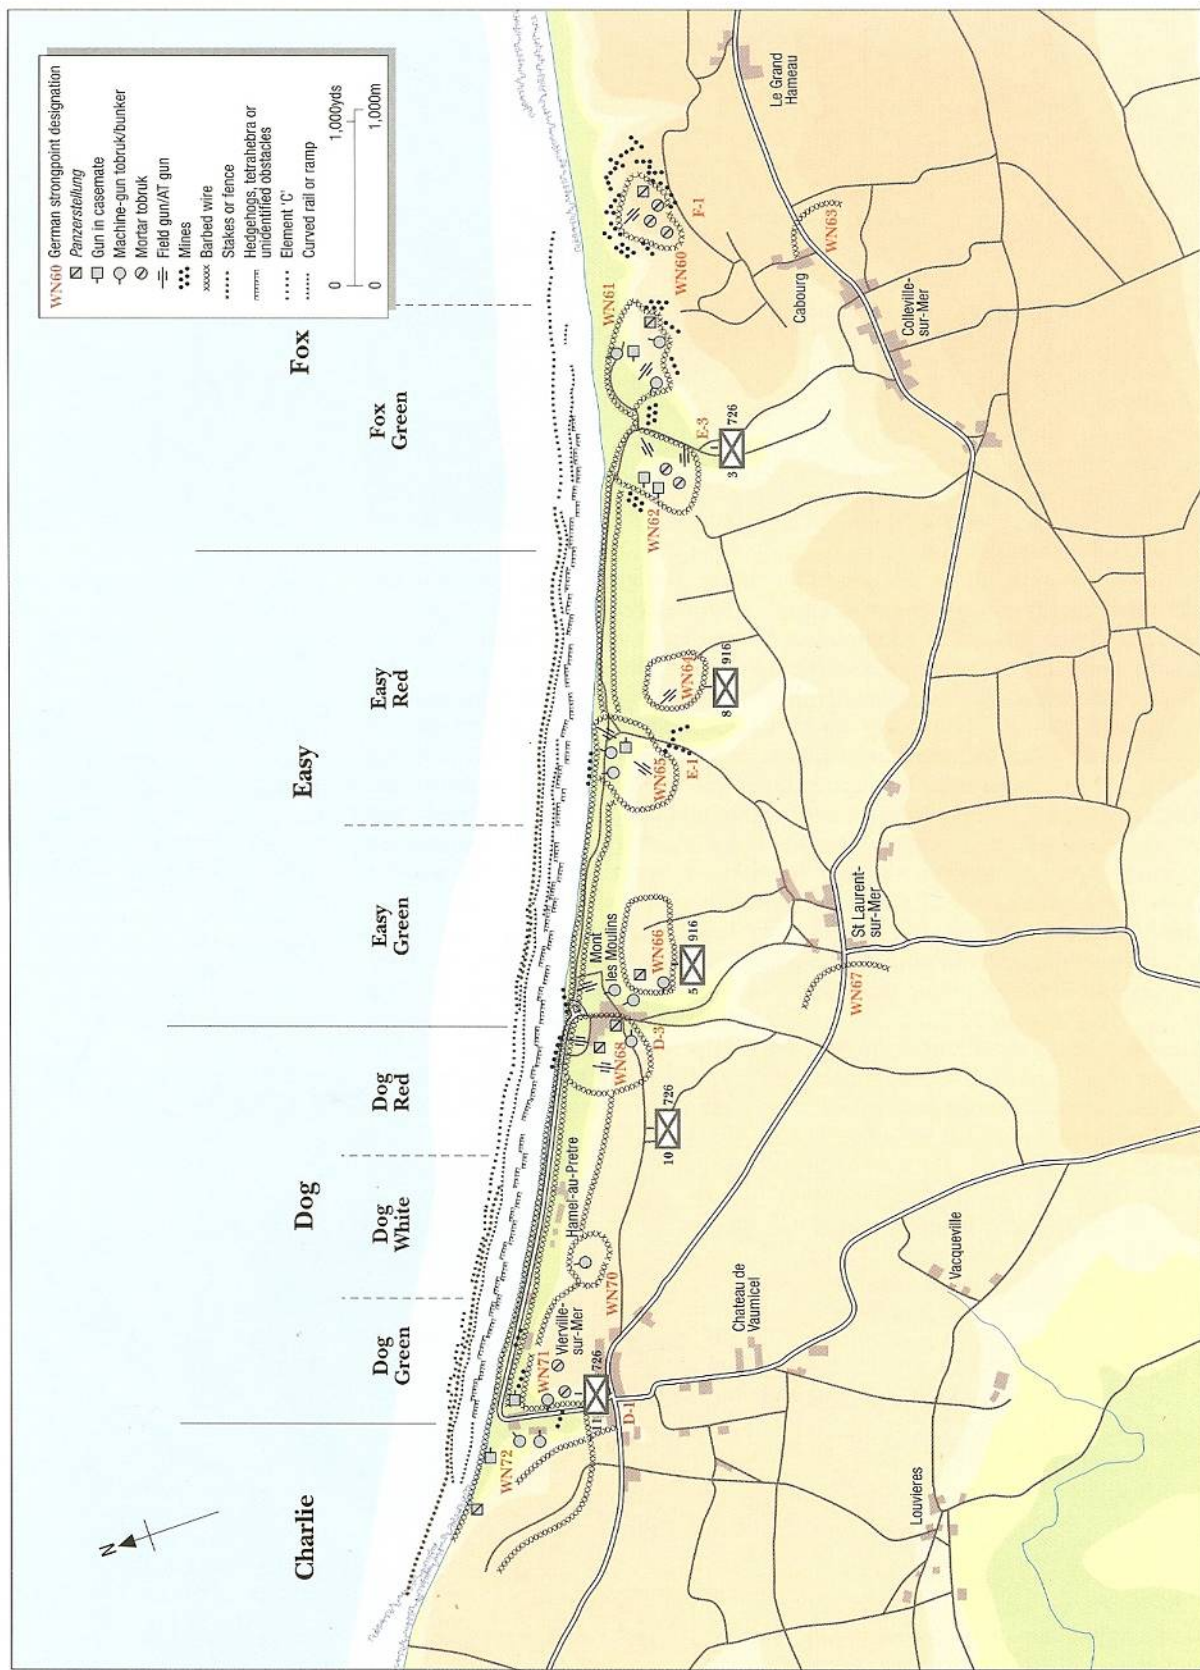 WN60 German strongpoint designation
Panzerstellung
Gun in casemate
Machine-gun tobruk/bunker
Mortar tobruk
Field gun/AT gun
Mines
Barbed wire
Stakes or fence
Hedgehogs, tetrahebra or
unidentified obstacles
Element 'C'
Curved rail or ramp
0 1,000yds
0 1,000m
N
Charlie
Dog
Easy
Fox
Dog
Green
Dog
White
Dog
Red
Easy
Green
Easy
Red
Fox
Green
WN72
WN71
Vierville-
sur-Mer
11 726
D-1
WN70
Hamel-au-Pretre
10 726
WN68
D-3
Mont
les Moulins
WN66
5 916
WN65
E-1
WN64
8 916
WN62
E-3
3 726
WN61
WN60
F-1
WN63
Cabourg
Colleville-
sur-Mer
Le Grand
Hameau
WN67
St Laurent-
sur-Mer
Chateau de
Vaumicel
Vacqueville
Louvieres